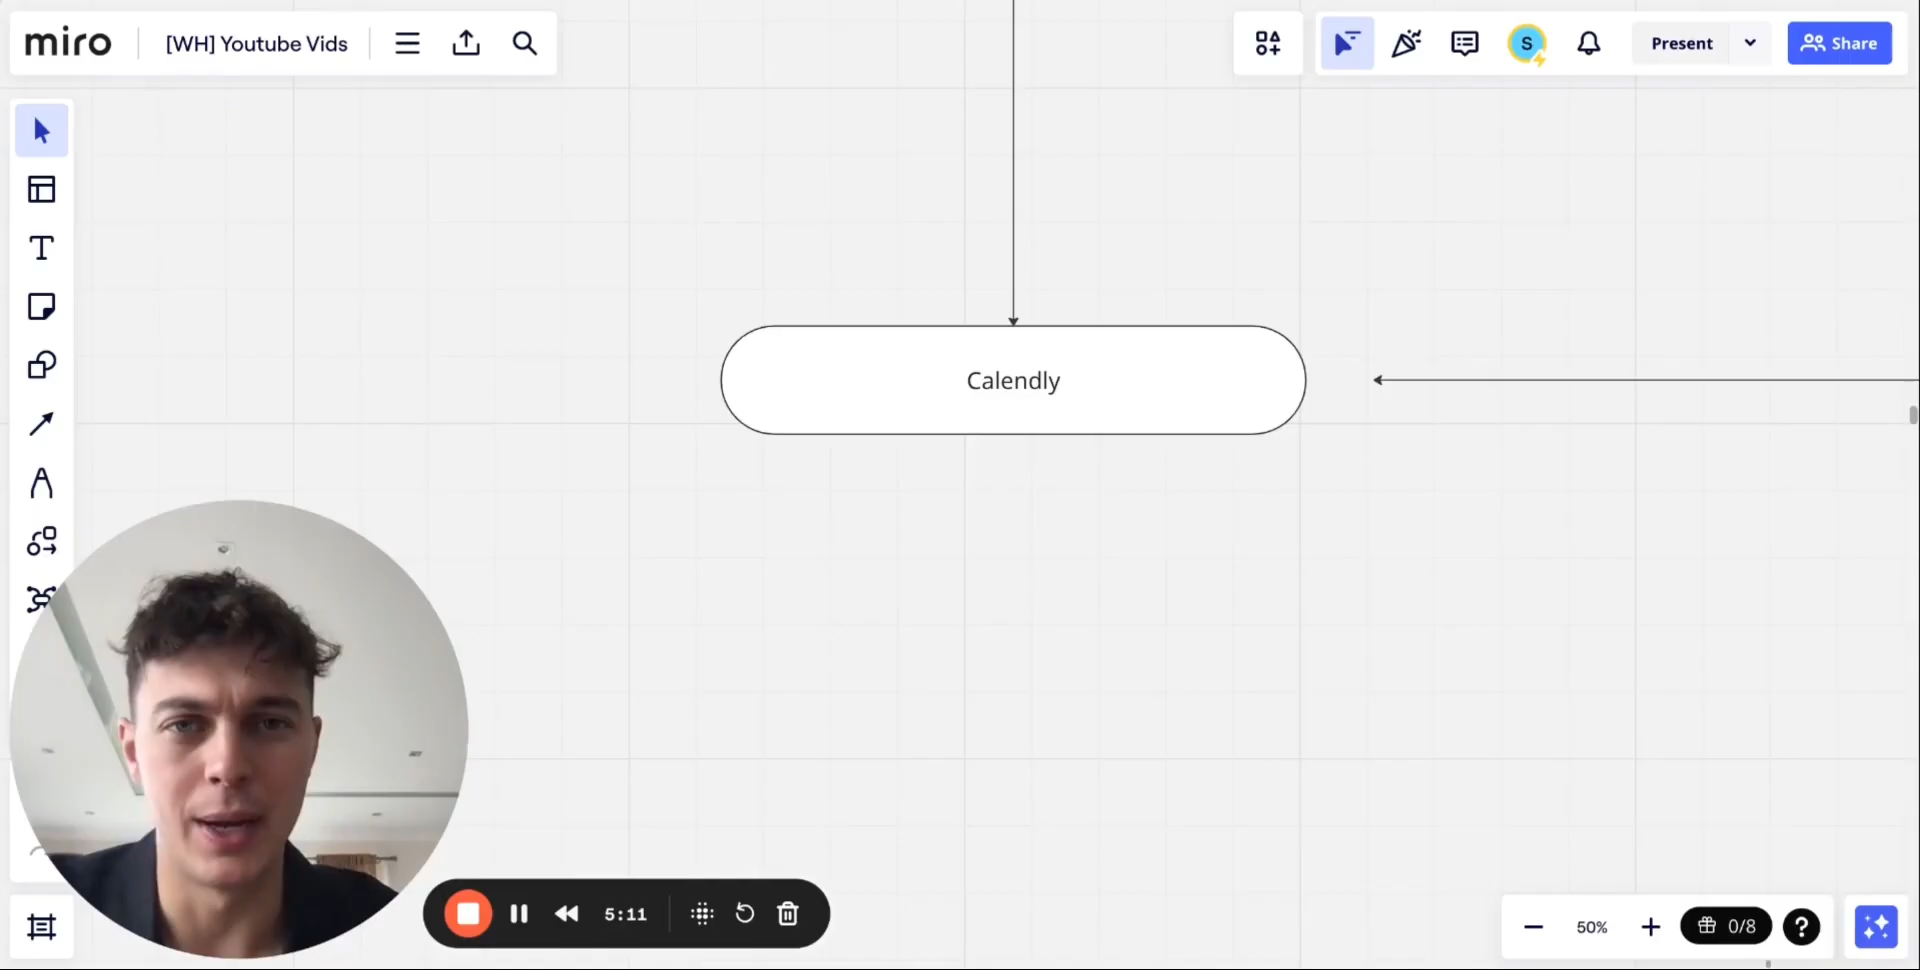 miro
[WH] Youtube Vids
S
Present
Share
Calendly
5:11
50%
0/8
?